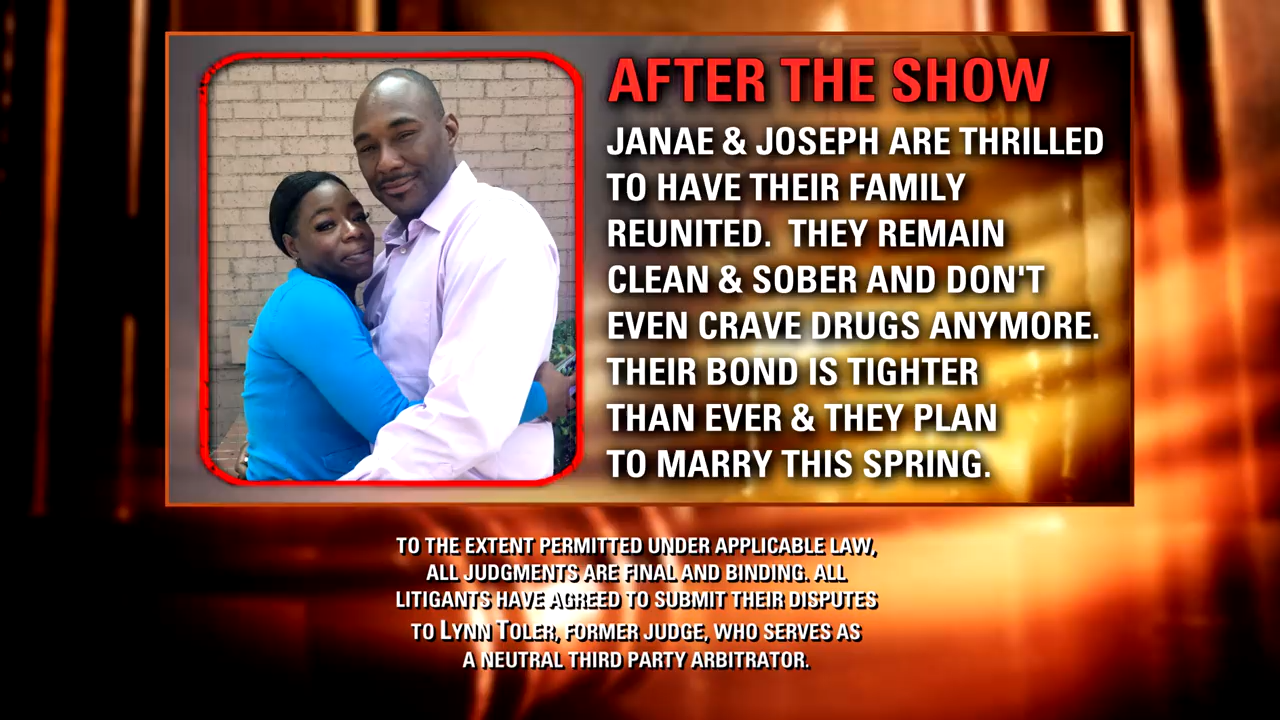 AFTER THE SHOW
JANAE & JOSEPH ARE THRILLED
TO HAVE THEIR FAMILY
REUNITED.  THEY REMAIN
CLEAN & SOBER AND DON'T
EVEN CRAVE DRUGS ANYMORE.
THEIR BOND IS TIGHTER
THAN EVER & THEY PLAN
TO MARRY THIS SPRING.
TO THE EXTENT PERMITTED UNDER APPLICABLE LAW,
ALL JUDGMENTS ARE FINAL AND BINDING. ALL
LITIGANTS HAVE AGREED TO SUBMIT THEIR DISPUTES
TO LYNN TOLER, FORMER JUDGE, WHO SERVES AS
A NEUTRAL THIRD PARTY ARBITRATOR.